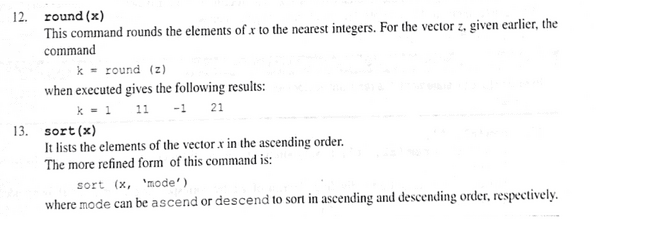 12. round (x)
This command rounds the elements of x to the nearest integers. For the vector z, given earlier, the
command
k = round (z)
when executed gives the following results:
k = 1 11 -1 21
13. sort (x)
It lists the elements of the vector x in the ascending order.
The more refined form of this command is:
sort (x, ‘mode’)
where mode can be ascend or descend to sort in ascending and descending order, respectively.